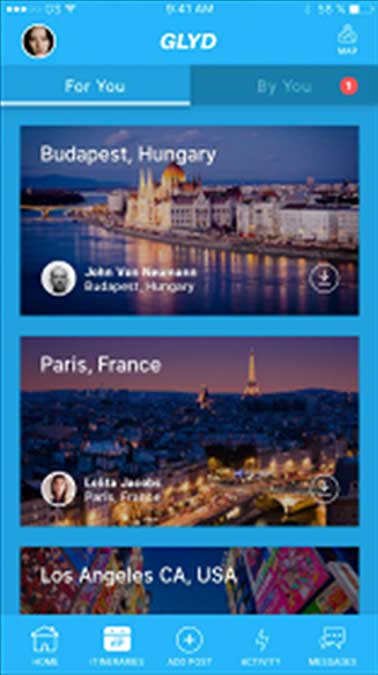 9:41 AM
58 %
GLYD
MAP
For You
By You
1
Budapest, Hungary
John Von Neumann
Budapest, Hungary
Paris, France
Lolita Jacobs
Paris, France
Los Angeles CA, USA
HOME
ITINERARIES
ADD POST
ACTIVITY
MESSAGES